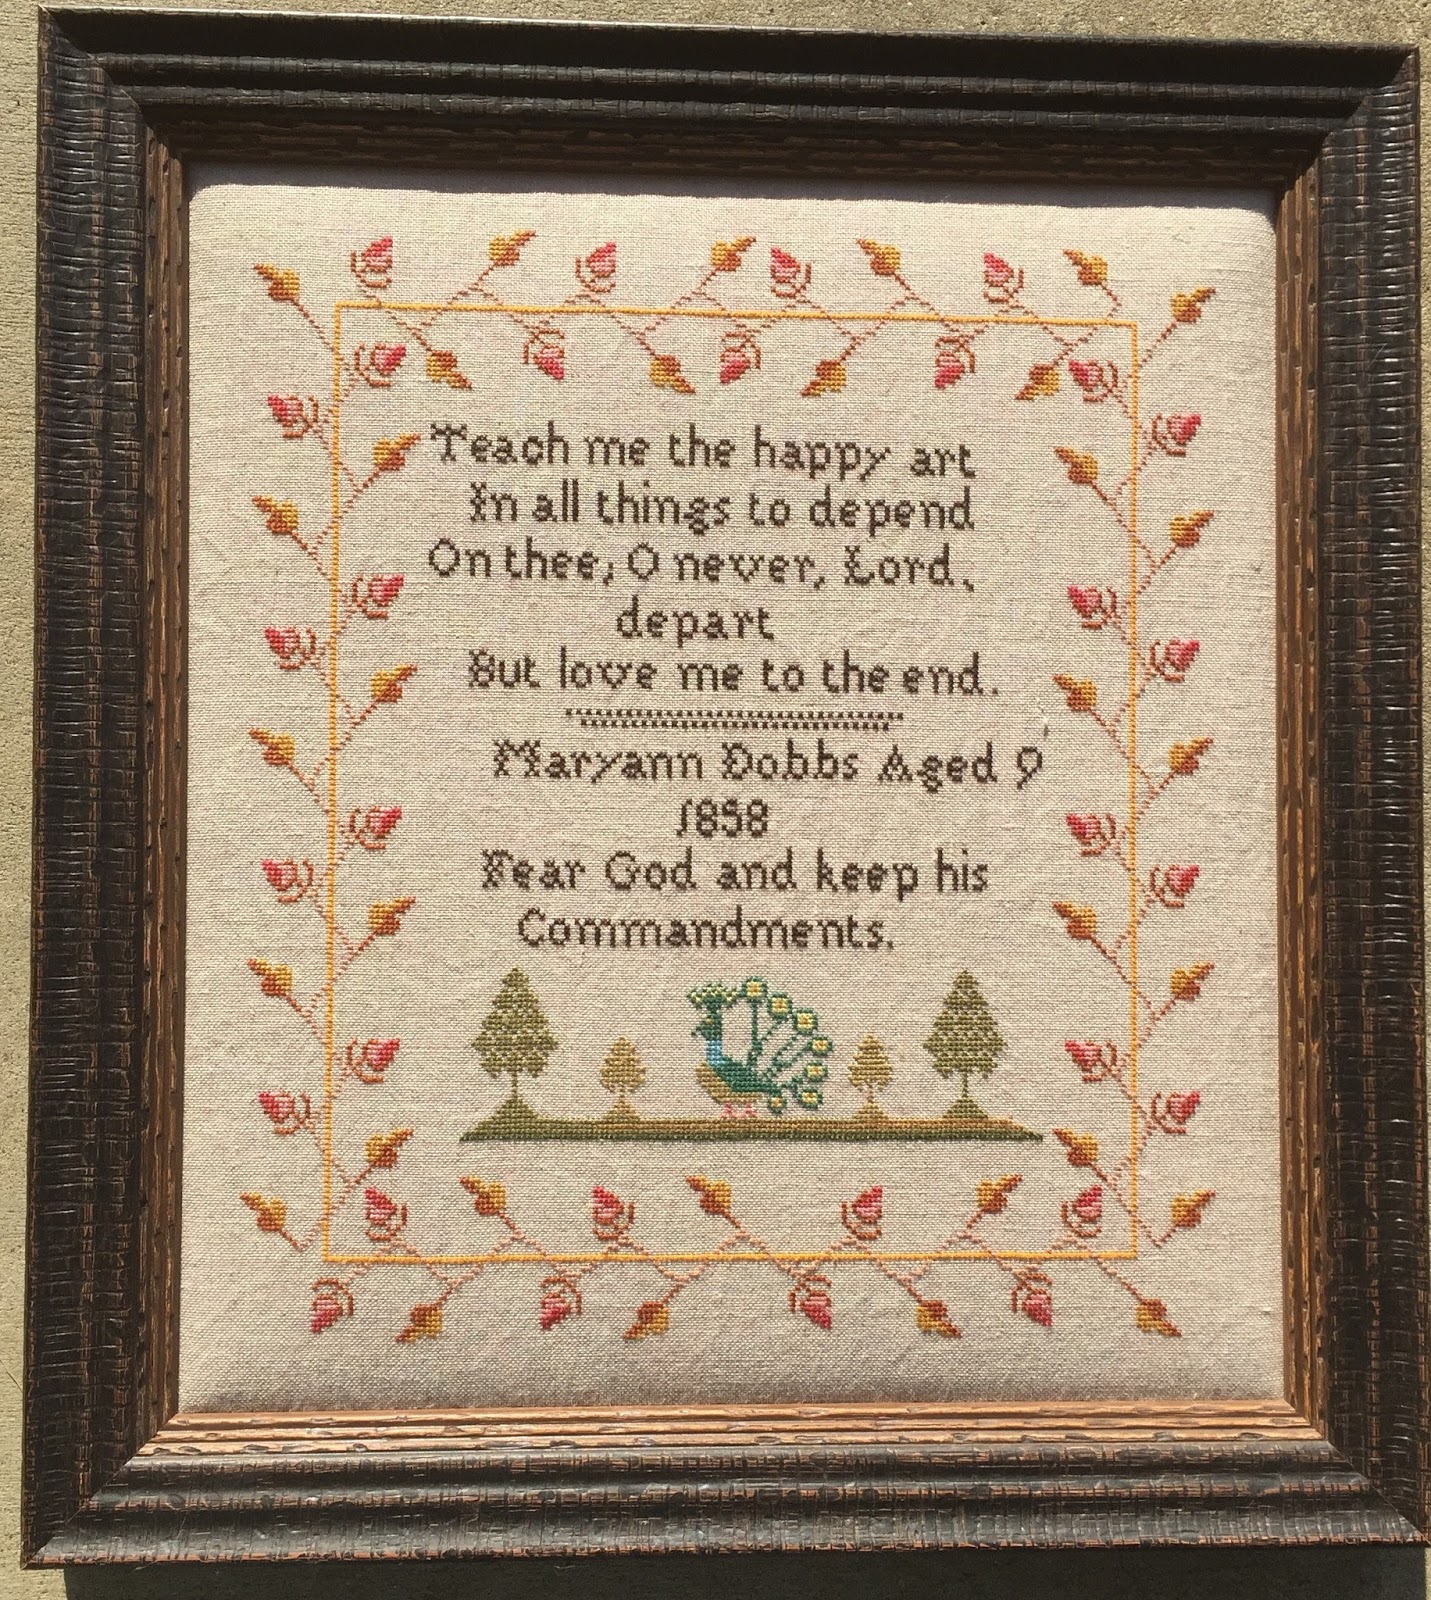 Teach me the happy art
In all things to depend
On thee; O never, Lord,
depart
But love me to the end.
Maryann Dobbs Aged 9
1858
Fear God and keep his
Commandments.